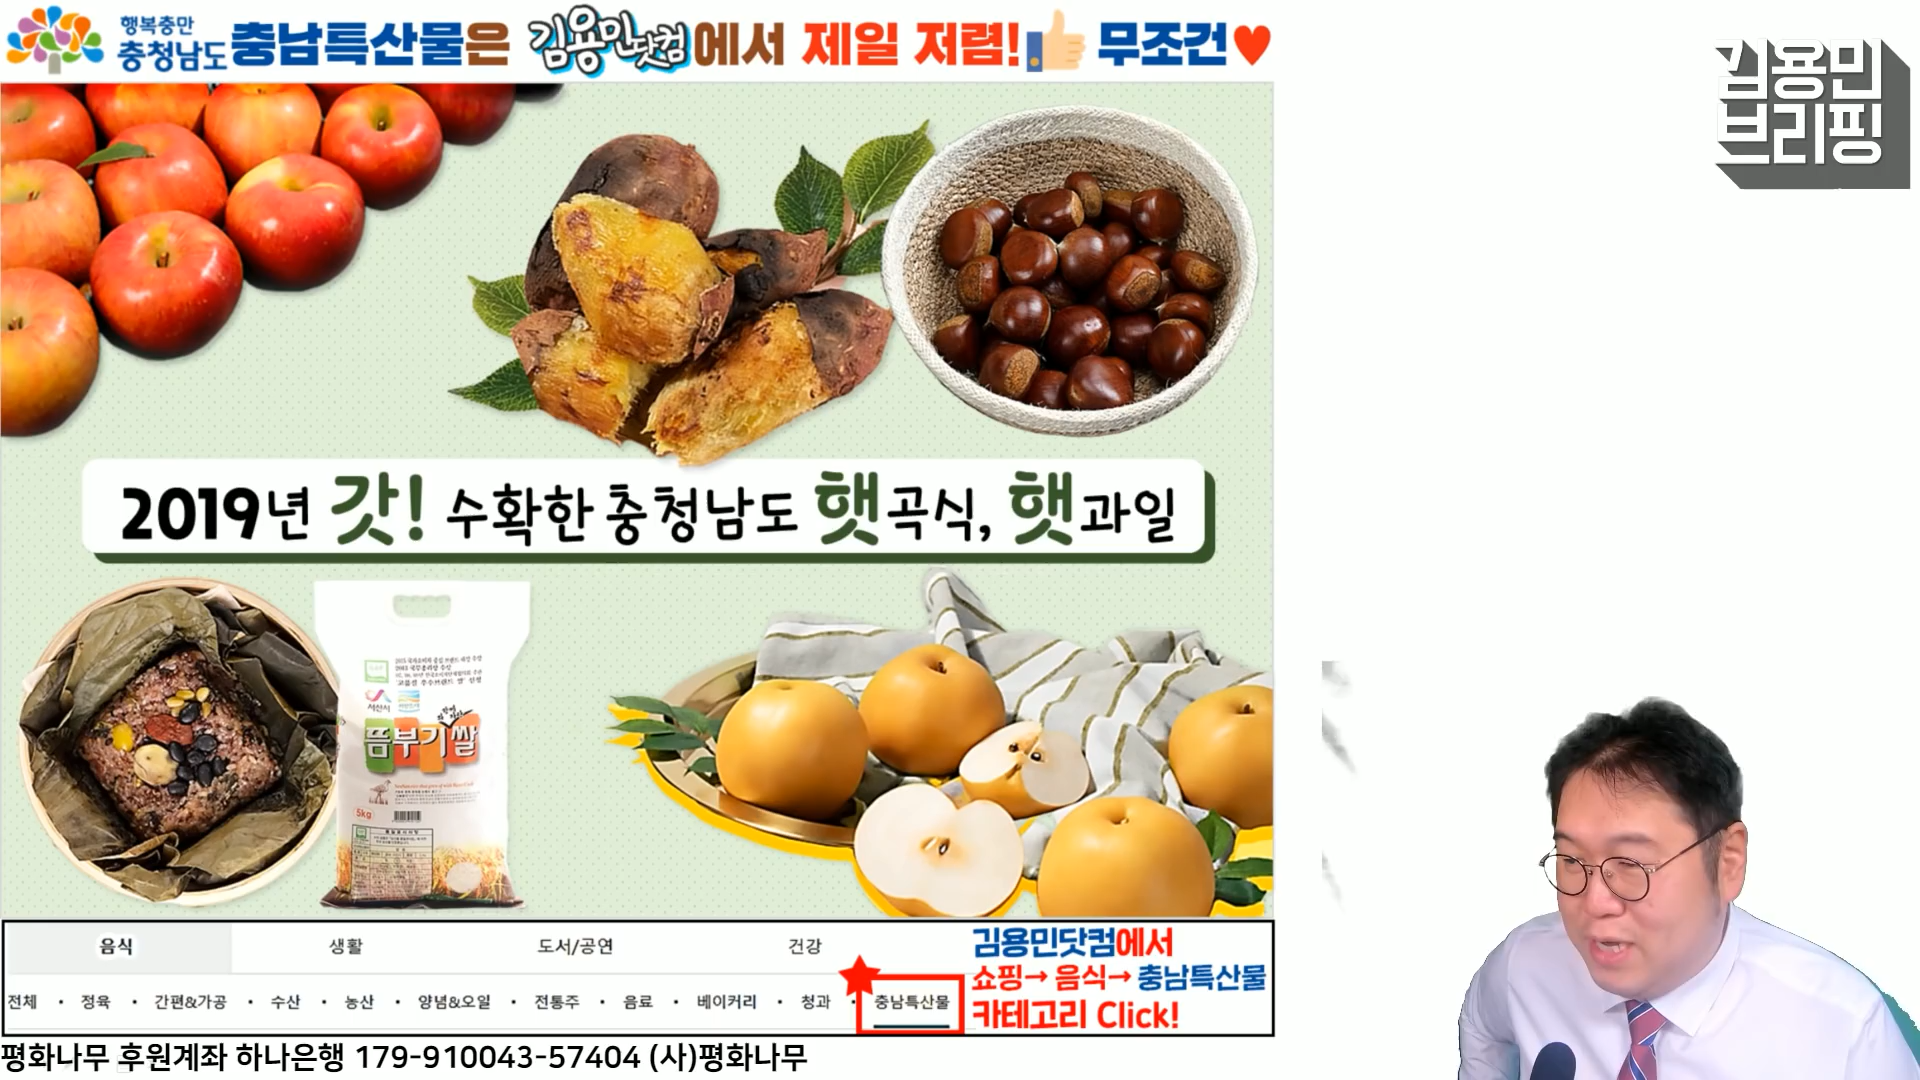 행복충만
충청남도
충남특산물은 김용민닷컴에서 제일 저렴! 무조건
김용민
브리핑
2019년 갓! 수확한 충청남도 햇곡식, 햇과일
서산시
뜸부기쌀
5kg
음식 생활 도서/공연 건강
전체 · 정육 · 간편&가공 · 수산 · 농산 · 양념&오일 · 전통주 · 음료 · 베이커리 · 청과 · 충남특산물
김용민닷컴에서
쇼핑→ 음식→ 충남특산물
카테고리 Click!
평화나무 후원계좌 하나은행 179-910043-57404 (사)평화나무